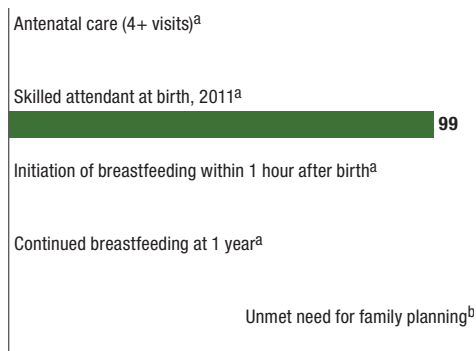 Antenatal care (4+ visits)a
Skilled attendant at birth, 2011a
99
Initiation of breastfeeding within 1 hour after birtha
Continued breastfeeding at 1 yeara
Unmet need for family planningb